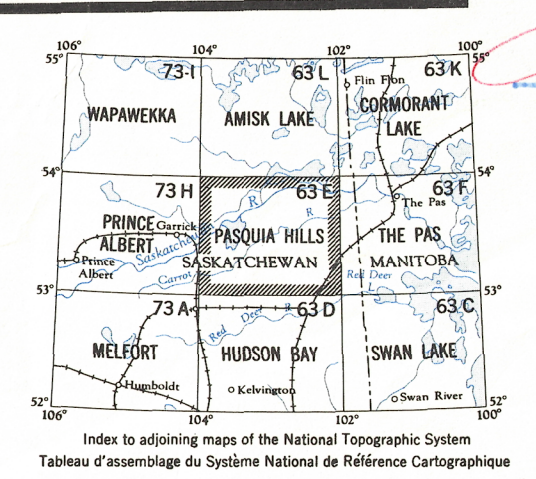 106° 104° 102° 100°
55° 55°
73-I 63 L 63 K
Flin Flon
WAPAWEKKA AMISK LAKE CORMORANT
LAKE
54° 54°
73 H 63 E 63 F
The Pas
R
R
PRINCE Garrick
ALBERT PASQUIA HILLS THE PAS
Saskatchewan
SASKATCHEWAN MANITOBA
Prince
Albert
Carrot
Red Deer
L
53° 53°
73 A 63 D 63 C
Red Deer R
MELFORT HUDSON BAY SWAN LAKE
Humboldt Kelvington
Swan River
52° 52°
106° 104° 102° 100°
Index to adjoining maps of the National Topographic System
Tableau d'assemblage du Système National de Référence Cartographique